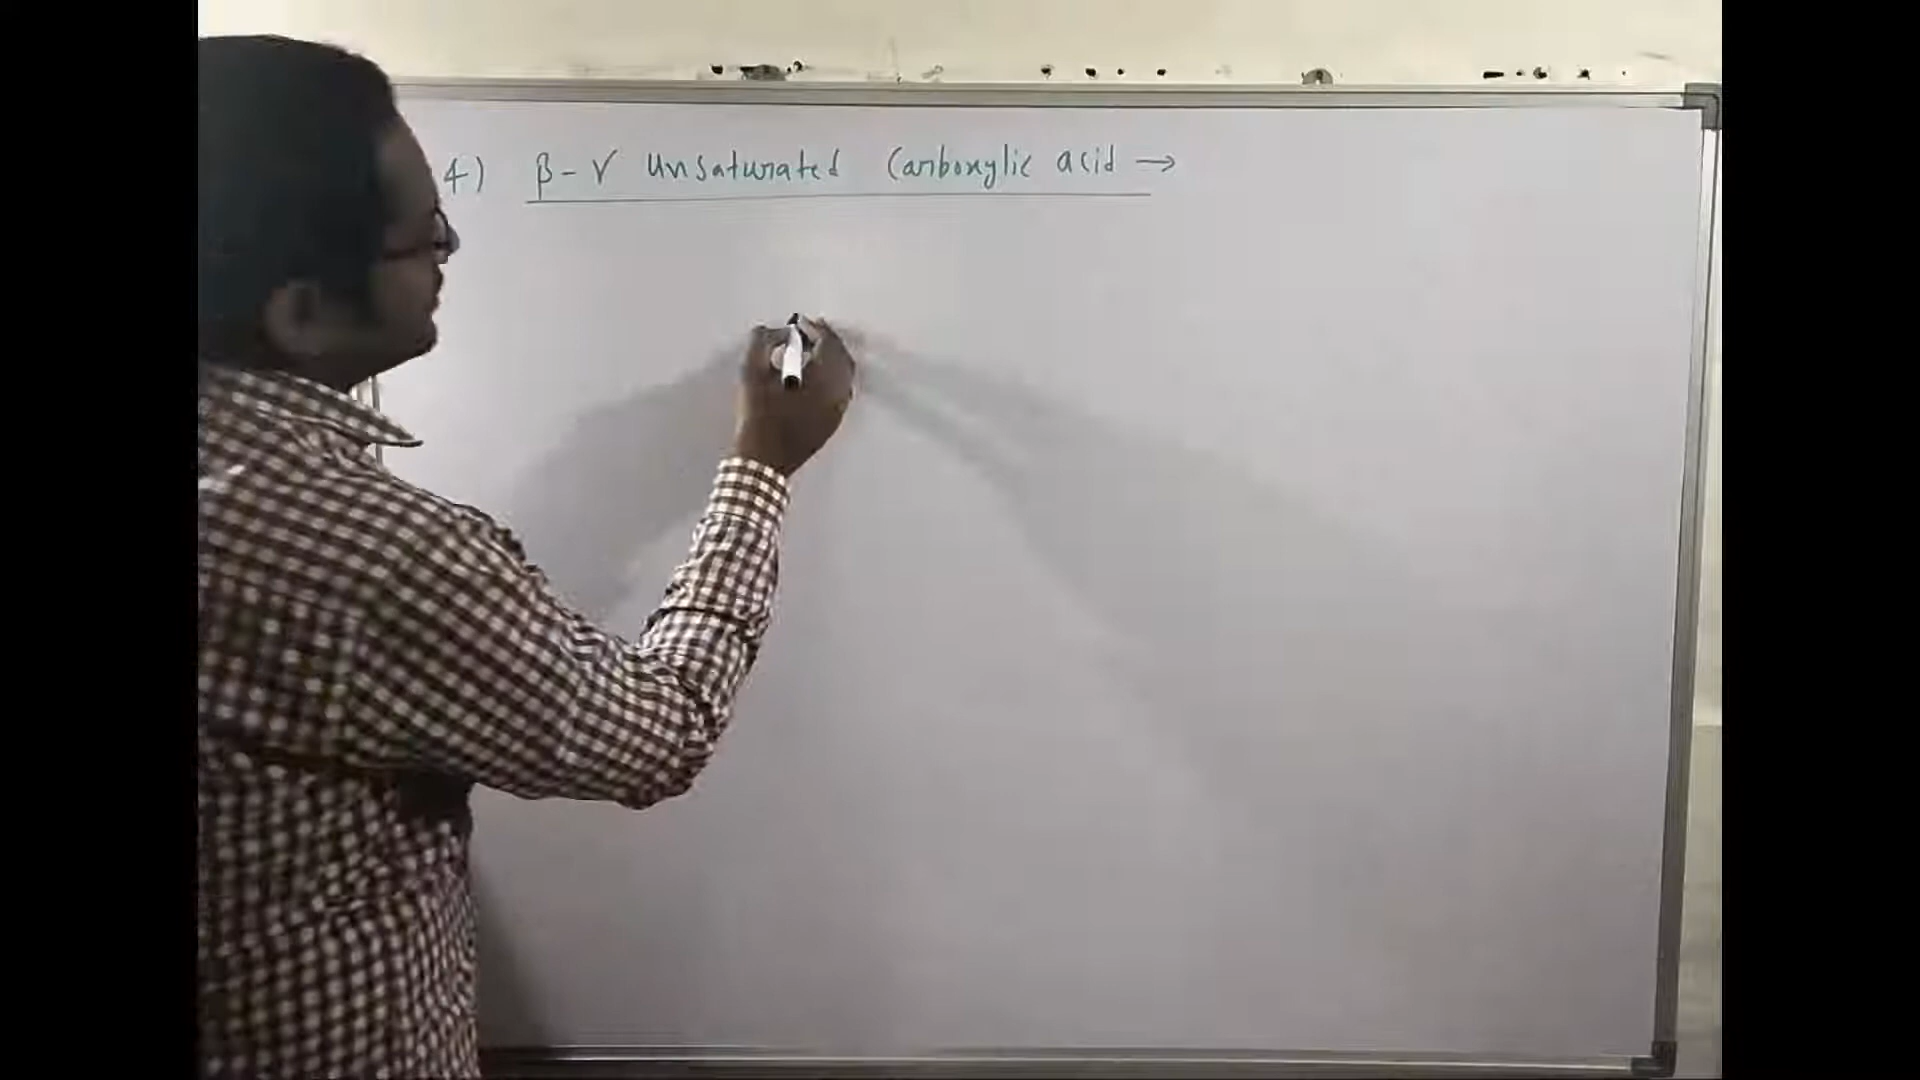 4) β-γ unsaturated Carboxylic acid →